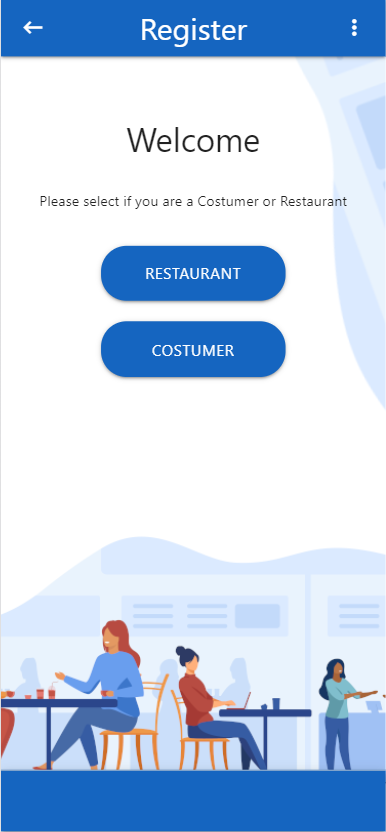 Register
Welcome
Please select if you are a Costumer or Restaurant
RESTAURANT
COSTUMER